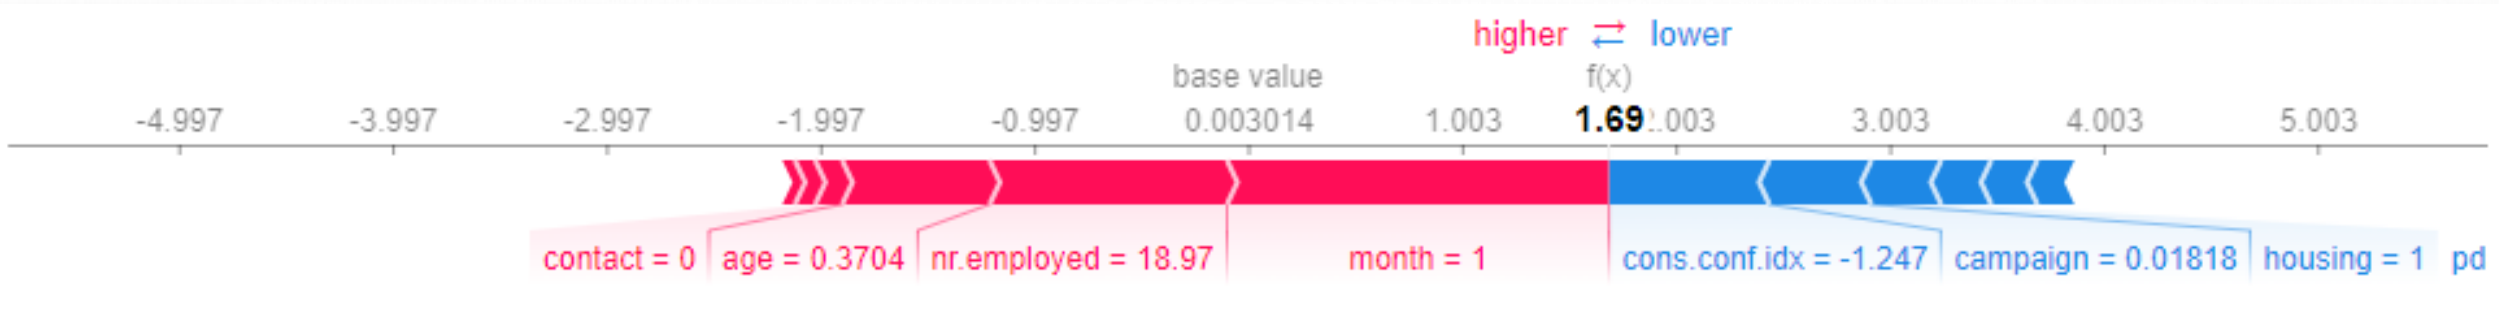 higher ⇄ lower
base value f(x)
-4.997 -3.997 -2.997 -1.997 -0.997 0.003014 1.003 1.69 .003 3.003 4.003 5.003
contact = 0 age = 0.3704 nr.employed = 18.97 month = 1 cons.conf.idx = -1.247 campaign = 0.01818 housing = 1 pd